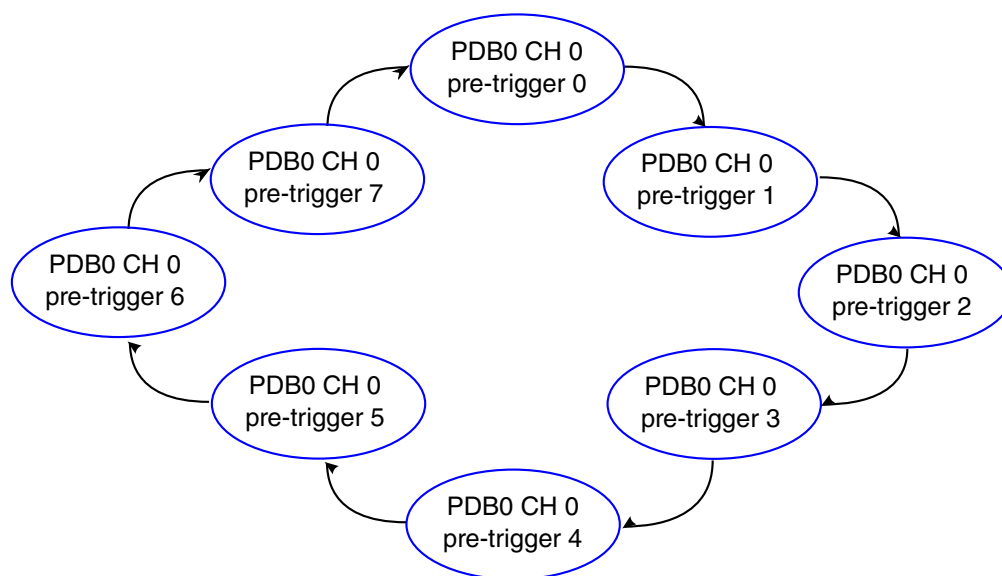 PDB0 CH 0
pre-trigger 0
PDB0 CH 0
pre-trigger 1
PDB0 CH 0
pre-trigger 2
PDB0 CH 0
pre-trigger 3
PDB0 CH 0
pre-trigger 4
PDB0 CH 0
pre-trigger 5
PDB0 CH 0
pre-trigger 6
PDB0 CH 0
pre-trigger 7